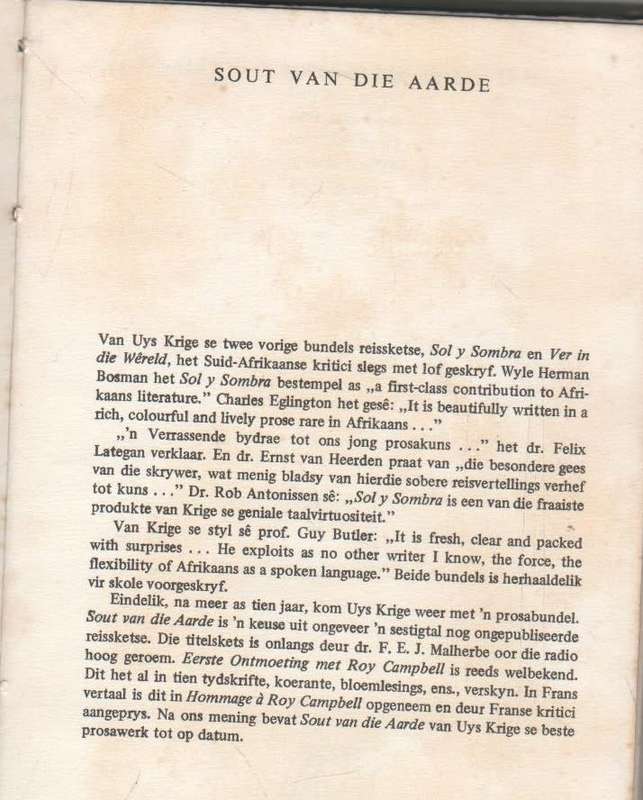 SOUT VAN DIE AARDE
Van Uys Krige se twee vorige bundels reissketse, Sol y Sombra en Ver in
die Wêreld, het Suid-Afrikaanse kritici slegs met lof geskryf. Wyle Herman
Bosman het Sol y Sombra bestempel as „a first-class contribution to Afri-
kaans literature.” Charles Eglington het gesê: „It is beautifully written in a
rich, colourful and lively prose rare in Afrikaans . . .”
„’n Verrassende bydrae tot ons jong prosakuns . . .” het dr. Felix
Lategan verklaar. En dr. Ernst van Heerden praat van „die besondere gees
van die skrywer, wat menig bladsy van hierdie sobere reisvertellings verhef
tot kuns . . .” Dr. Rob Antonissen sê: „Sol y Sombra is een van die fraaiste
produkte van Krige se geniale taalvirtuositeit.”
Van Krige se styl sê prof. Guy Butler: „It is fresh, clear and packed
with surprises . . . He exploits as no other writer I know, the force, the
flexibility of Afrikaans as a spoken language.” Beide bundels is herhaaldelik
vir skole voorgeskryf.
Eindelik, na meer as tien jaar, kom Uys Krige weer met ’n prosabundel.
Sout van die Aarde is ’n keuse uit ongeveer ’n sestigtal nog ongepubliseerde
reissketse. Die titelskets is onlangs deur dr. F. E. J. Malherbe oor die radio
hoog geroem. Eerste Ontmoeting met Roy Campbell is reeds welbekend.
Dit het al in tien tydskrifte, koerante, bloemlesings, ens., verskyn. In Frans
vertaal is dit in Hommage à Roy Campbell opgeneem en deur Franse kritici
aangeprys. Na ons mening bevat Sout van die Aarde van Uys Krige se beste
prosawerk tot op datum.